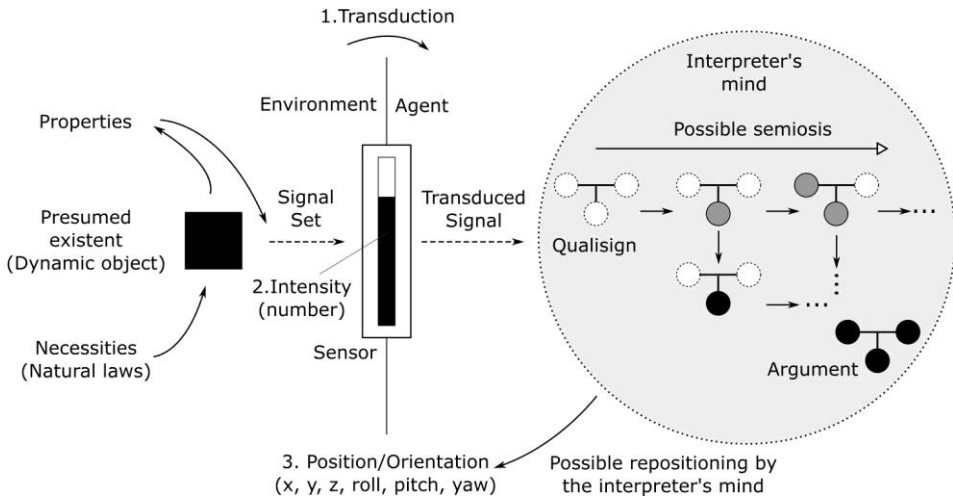 1.Transduction
Environment
Agent
Properties
Presumed
existent
(Dynamic object)
Necessities
(Natural laws)
Signal
Set
2.Intensity
(number)
Sensor
Transduced
Signal
Interpreter's
mind
Possible semiosis
Qualisign
Argument
3. Position/Orientation
(x, y, z, roll, pitch, yaw)
Possible repositioning by
the interpreter's mind